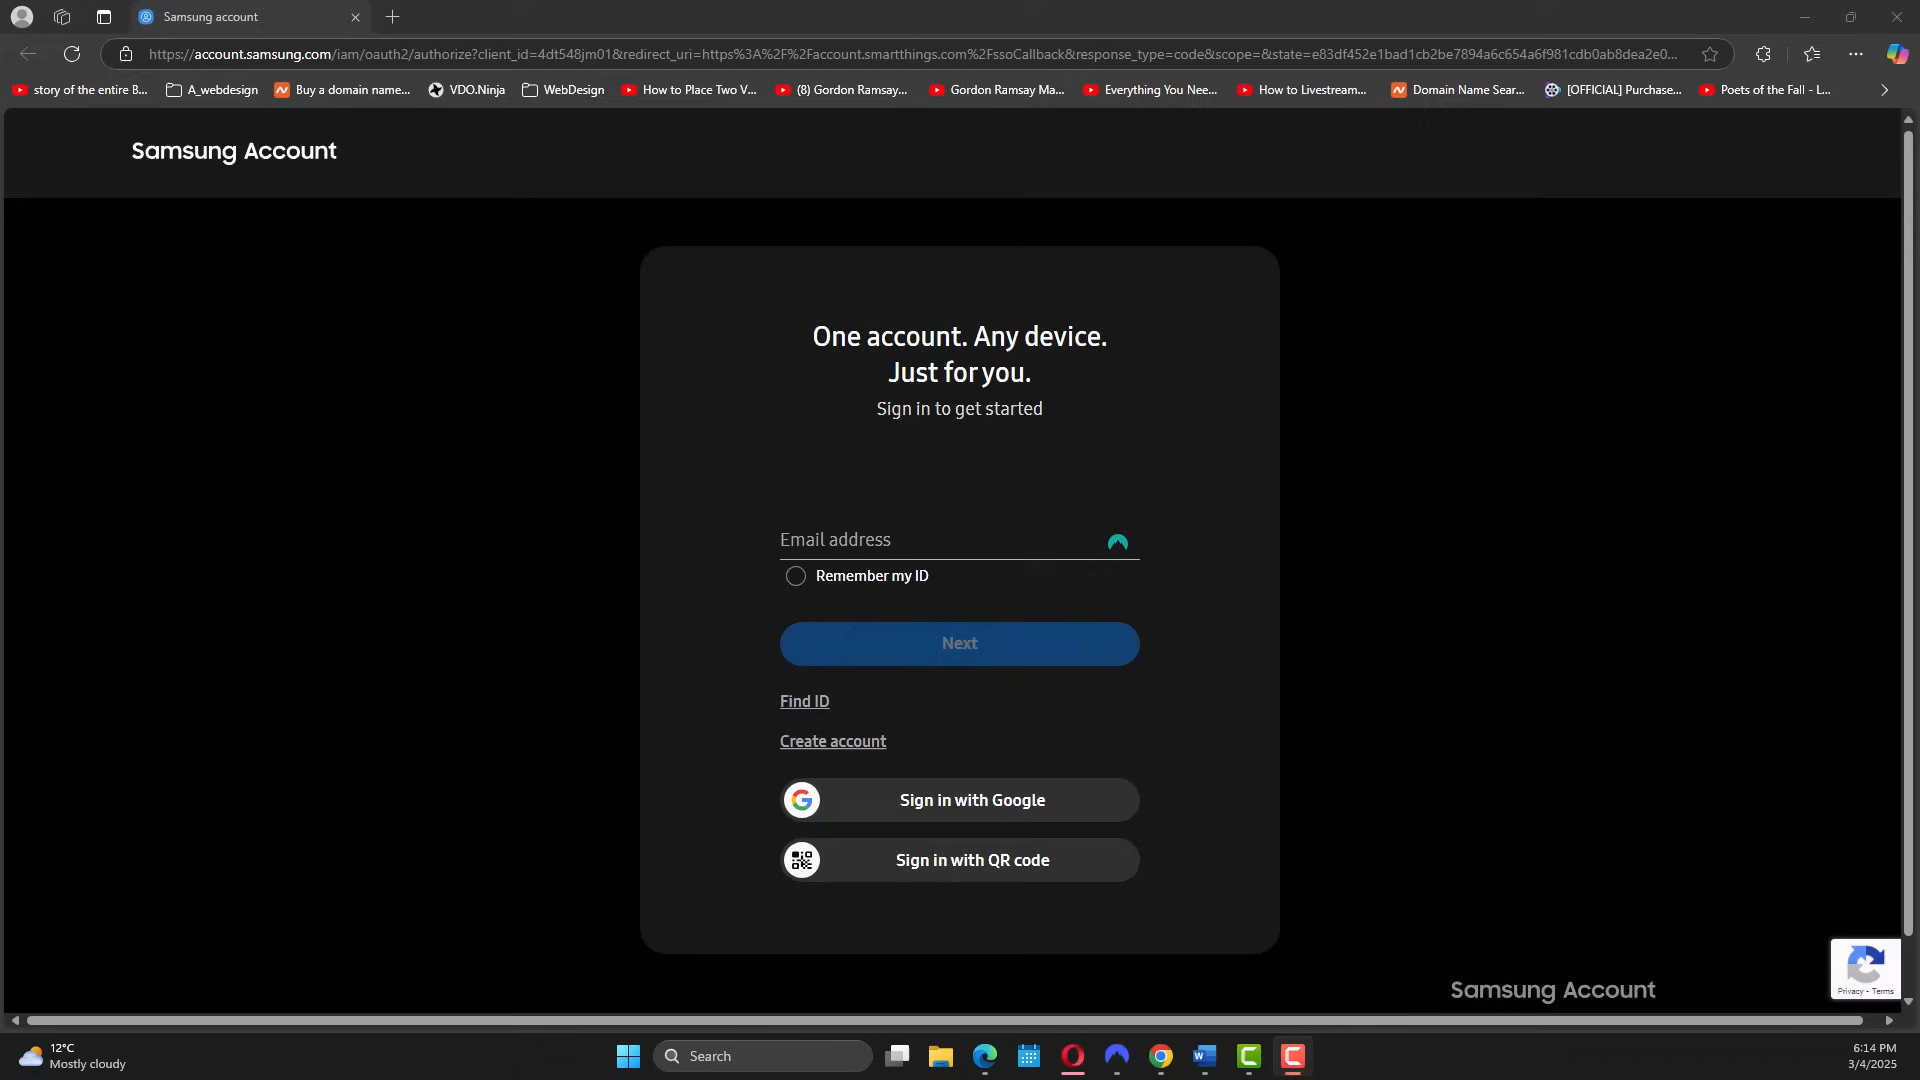 Samsung account
https://account.samsung.com/iam/oauth2/authorize?client_id=4dt548jm01&redirect_uri=https%3A%2F%2Faccount.smartthings.com%2FssoCallback&response_type=code&scope=&state=e83df452e1bad1cb2be7894a6c654a6f981cdb0ab8dea2e0...
story of the entire B...
A_webdesign
Buy a domain name...
VDO.Ninja
WebDesign
How to Place Two V...
(8) Gordon Ramsay...
Gordon Ramsay Ma...
Everything You Nee...
How to Livestream...
Domain Name Sear...
[OFFICIAL] Purchase...
Poets of the Fall - L...
Samsung Account
One account. Any device.
Just for you.
Sign in to get started
Email address
Remember my ID
Next
Find ID
Create account
Sign in with Google
Sign in with QR code
Samsung Account
Privacy - Terms
12°C
Mostly cloudy
Search
6:14 PM
3/4/2025